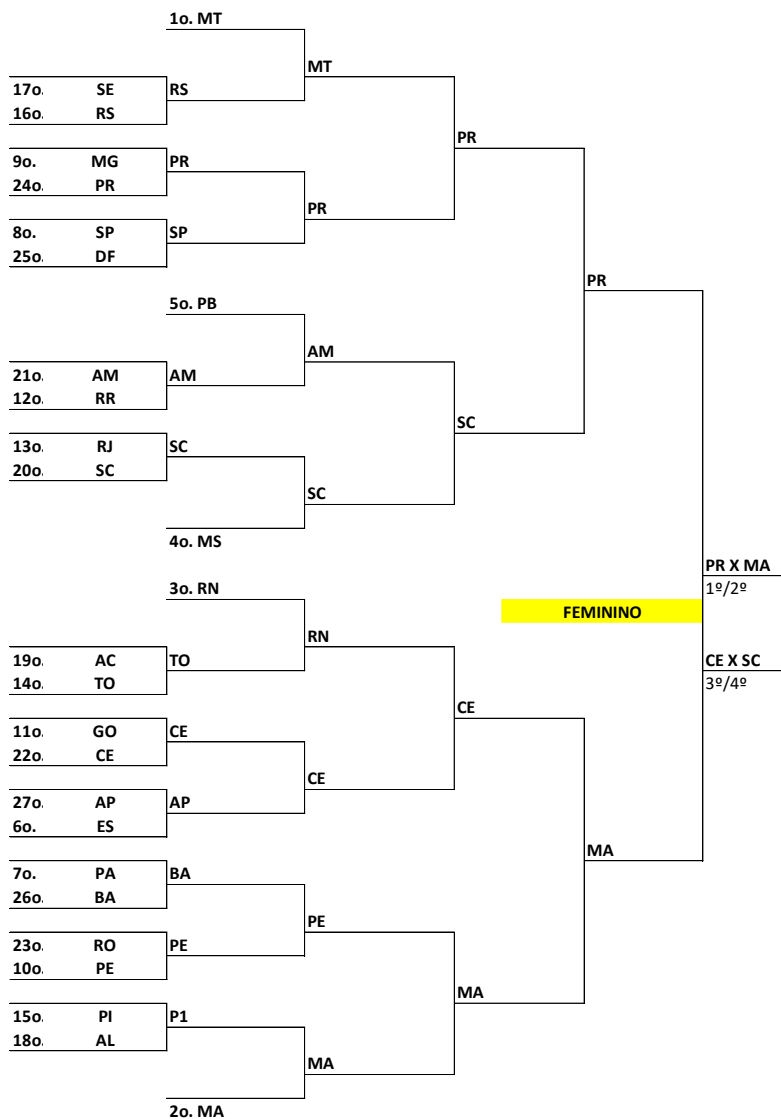 1o. MT
MT
17o. SE RS
16o. RS
PR
9o. MG PR
24o. PR
PR
8o. SP SP
25o. DF
PR
5o. PB
AM
21o. AM AM
12o. RR
SC
13o. RJ SC
20o. SC
SC
4o. MS
PR X MA
3o. RN 1º/2º
FEMININO
RN
19o. AC TO CE X SC
14o. TO 3º/4º
CE
11o. GO CE
22o. CE
CE
27o. AP AP
6o. ES
MA
7o. PA BA
26o. BA
PE
23o. RO PE
10o. PE
MA
15o. PI P1
18o. AL
MA
2o. MA